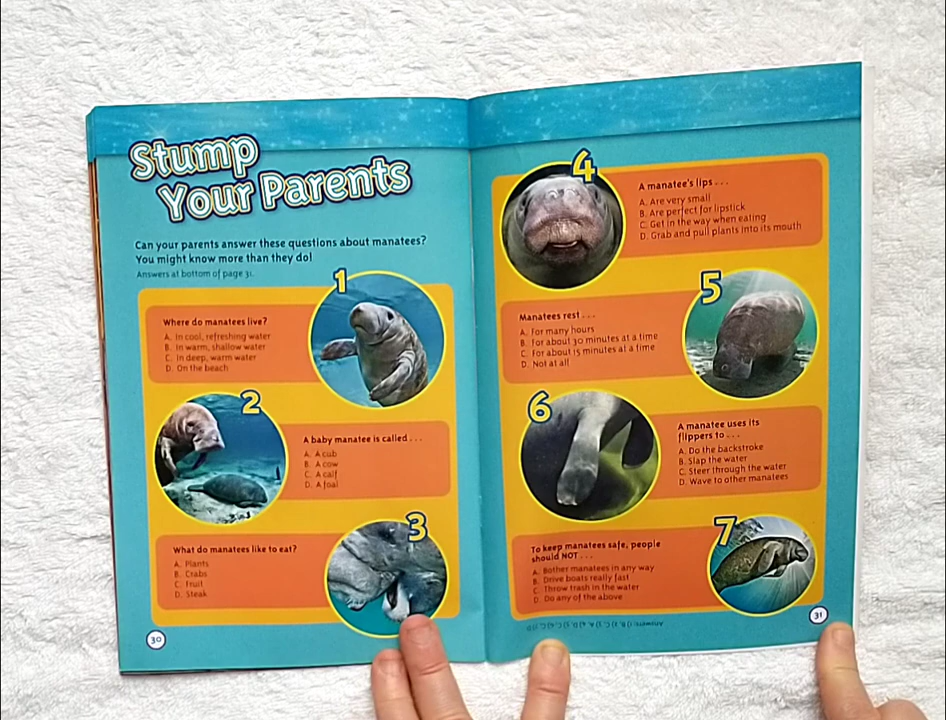 Stump
Your Parents
Can your parents answer these questions about manatees?
You might know more than they do!
Answers at bottom of page 31.
1
Where do manatees live?
A. In cool, refreshing water
B. In warm, shallow water
C. In deep, warm water
D. On the beach
2
A baby manatee is called . . .
A. A cub
B. A cow
C. A calf
D. A foal
3
What do manatees like to eat?
A. Plants
B. Crabs
C. Fruit
D. Steak
30
4
A manatee's lips . . .
A. Are very small
B. Are perfect for lipstick
C. Get in the way when eating
D. Grab and pull plants into its mouth
5
Manatees rest . . .
A. For many hours
B. For about 30 minutes at a time
C. For about 15 minutes at a time
D. Not at all
6
A manatee uses its
flippers to . . .
A. Do the backstroke
B. Slap the water
C. Steer through the water
D. Wave to other manatees
7
To keep manatees safe, people
should NOT . . .
A. Bother manatees in any way
B. Drive boats really fast
C. Throw trash in the water
D. Do any of the above
31